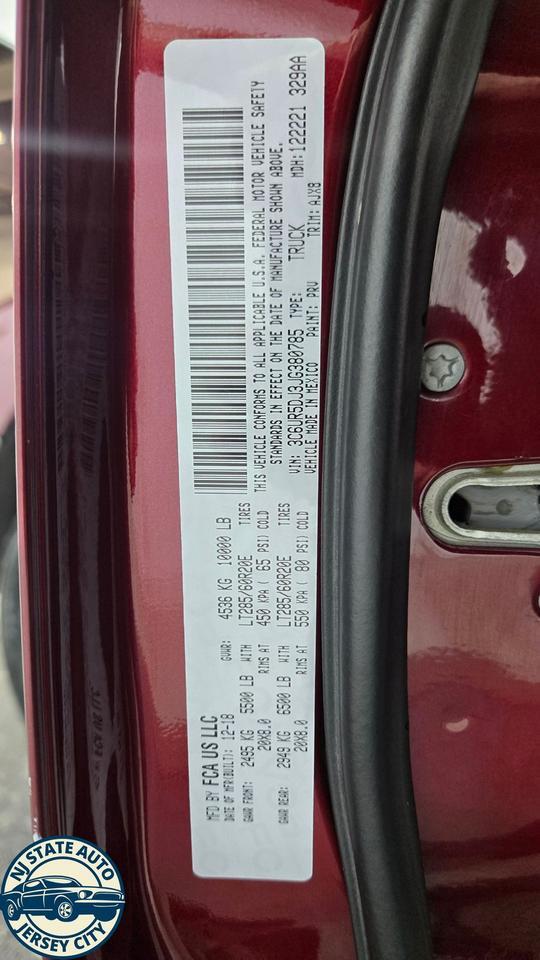 MFD BY FCA US LLC
DATE OF MFR(BUILT): 12-18 GVWR: 4536 KG 10000 LB
GAWR FRONT: 2495 KG 5500 LB WITH LT285/60R20E TIRES
20X8.0 RIMS AT 450 KPA ( 65 PSI) COLD
GAWR REAR: 2949 KG 6500 LB WITH LT285/60R20E TIRES
20X8.0 RIMS AT 550 KPA ( 80 PSI) COLD
THIS VEHICLE CONFORMS TO ALL APPLICABLE U.S.A. FEDERAL MOTOR VEHICLE SAFETY
STANDARDS IN EFFECT ON THE DATE OF MANUFACTURE SHOWN ABOVE.
VIN: 3C6UR5DJ3JG380785 TYPE: TRUCK MDH: 122221 329AA
VEHICLE MADE IN MEXICO PAINT: PRV TRIM: AJX8
NJ STATE AUTO
JERSEY CITY